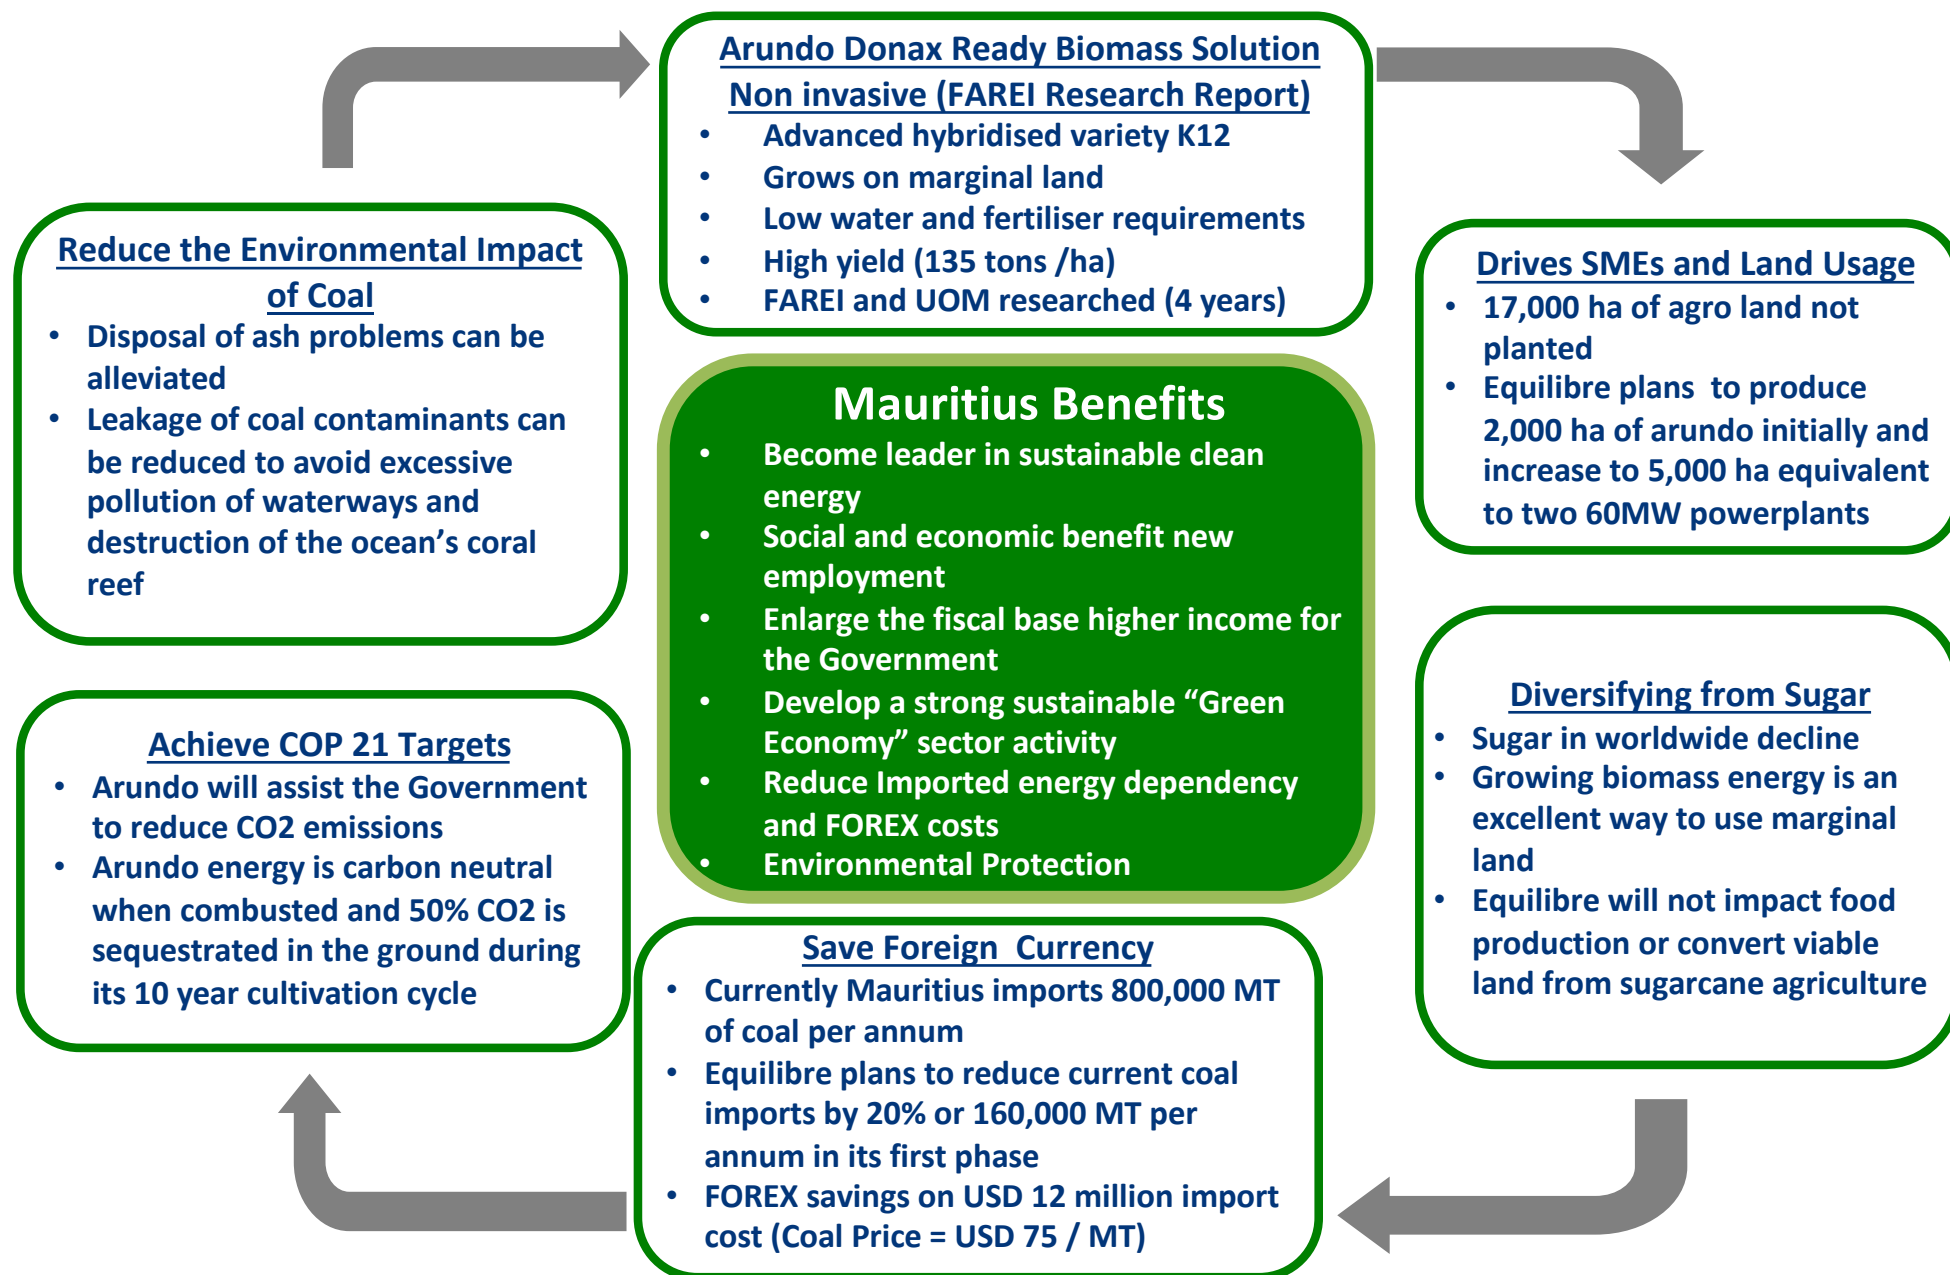 Arundo Donax Ready Biomass Solution
Non invasive (FAREI Research Report)
• Advanced hybridised variety K12
• Grows on marginal land
• Low water and fertiliser requirements
• High yield (135 tons /ha)
• FAREI and UOM researched (4 years)
Drives SMEs and Land Usage
• 17,000 ha of agro land not
planted
• Equilibre plans to produce
2,000 ha of arundo initially and
increase to 5,000 ha equivalent
to two 60MW powerplants
Diversifying from Sugar
• Sugar in worldwide decline
• Growing biomass energy is an
excellent way to use marginal
land
• Equilibre will not impact food
production or convert viable
land from sugarcane agriculture
Save Foreign Currency
• Currently Mauritius imports 800,000 MT
of coal per annum
• Equilibre plans to reduce current coal
imports by 20% or 160,000 MT per
annum in its first phase
• FOREX savings on USD 12 million import
cost (Coal Price = USD 75 / MT)
Achieve COP 21 Targets
• Arundo will assist the Government
to reduce CO2 emissions
• Arundo energy is carbon neutral
when combusted and 50% CO2 is
sequestrated in the ground during
its 10 year cultivation cycle
Reduce the Environmental Impact
of Coal
• Disposal of ash problems can be
alleviated
• Leakage of coal contaminants can
be reduced to avoid excessive
pollution of waterways and
destruction of the ocean’s coral
reef
Mauritius Benefits
• Become leader in sustainable clean
energy
• Social and economic benefit new
employment
• Enlarge the fiscal base higher income for
the Government
• Develop a strong sustainable “Green
Economy” sector activity
• Reduce Imported energy dependency
and FOREX costs
• Environmental Protection